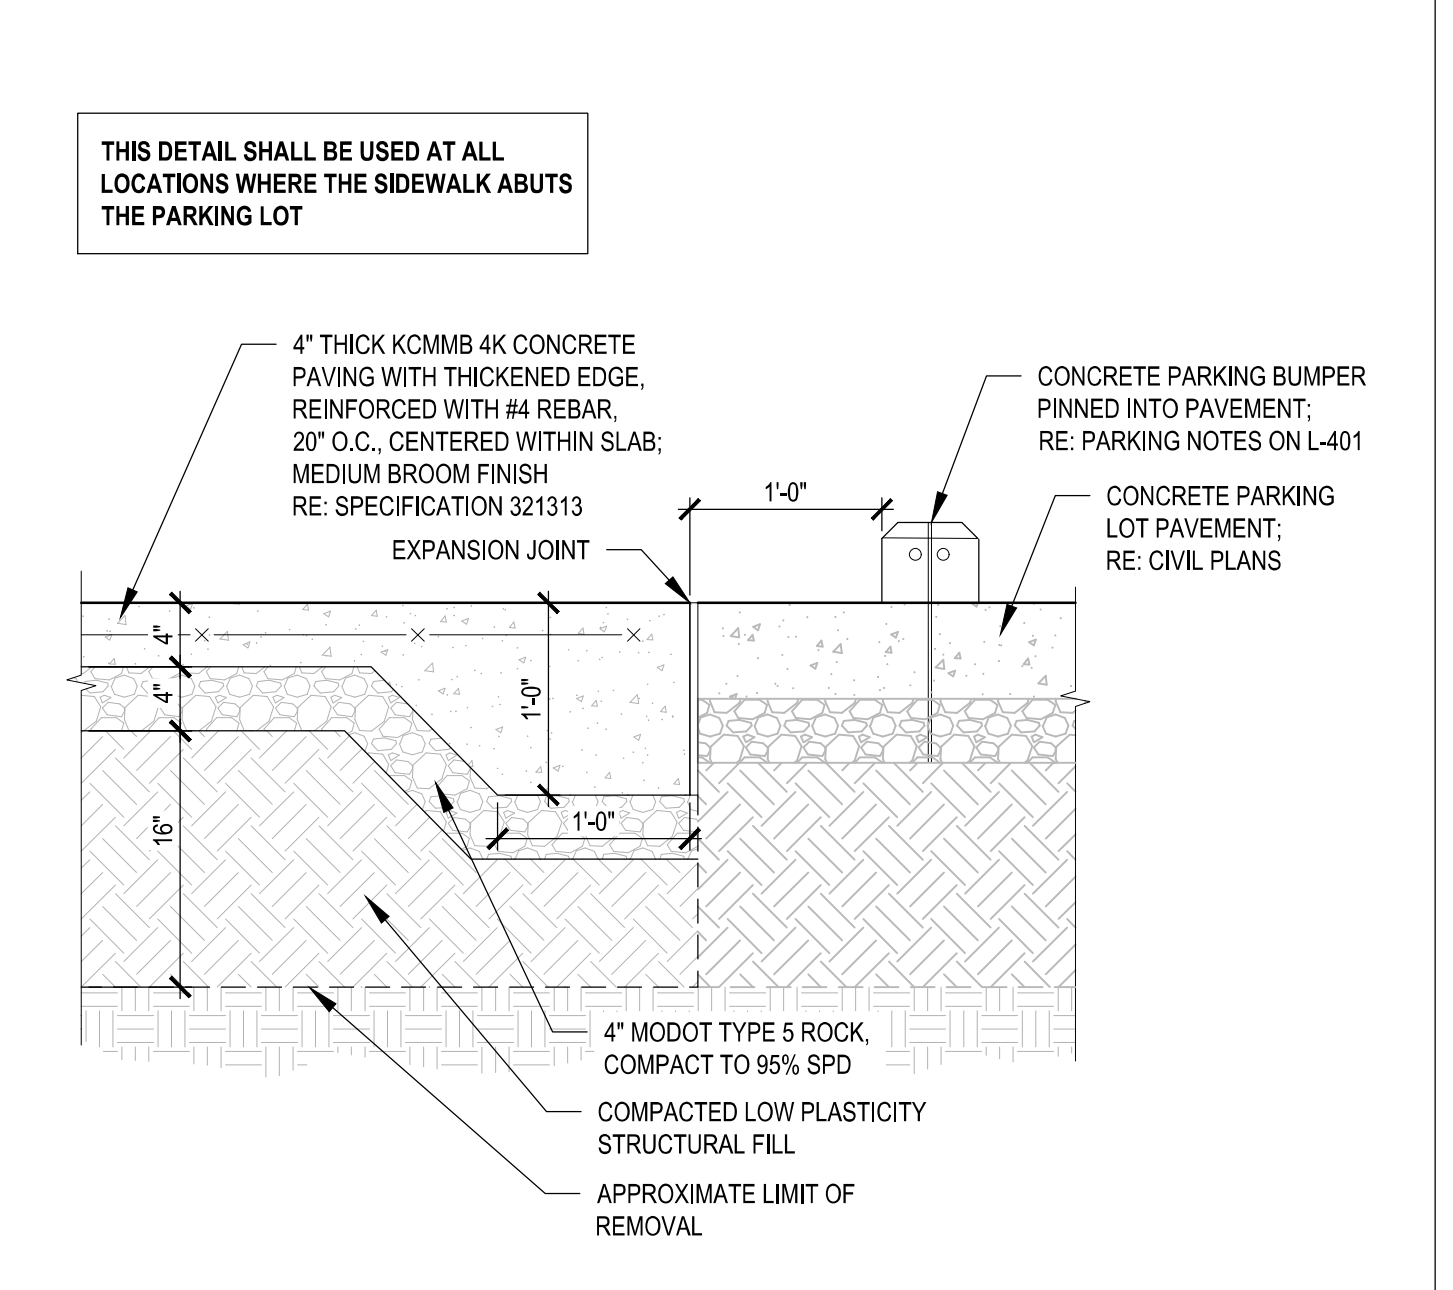 THIS DETAIL SHALL BE USED AT ALL
LOCATIONS WHERE THE SIDEWALK ABUTS
THE PARKING LOT
4" THICK KCMMB 4K CONCRETE
PAVING WITH THICKENED EDGE,
REINFORCED WITH #4 REBAR,
20" O.C., CENTERED WITHIN SLAB;
MEDIUM BROOM FINISH
RE: SPECIFICATION 321313
EXPANSION JOINT
CONCRETE PARKING BUMPER
PINNED INTO PAVEMENT;
RE: PARKING NOTES ON L-401
1'-0"
CONCRETE PARKING
LOT PAVEMENT;
RE: CIVIL PLANS
4"
4"
1'-0"
16"
1'-0"
4" MODOT TYPE 5 ROCK,
COMPACT TO 95% SPD
COMPACTED LOW PLASTICITY
STRUCTURAL FILL
APPROXIMATE LIMIT OF
REMOVAL